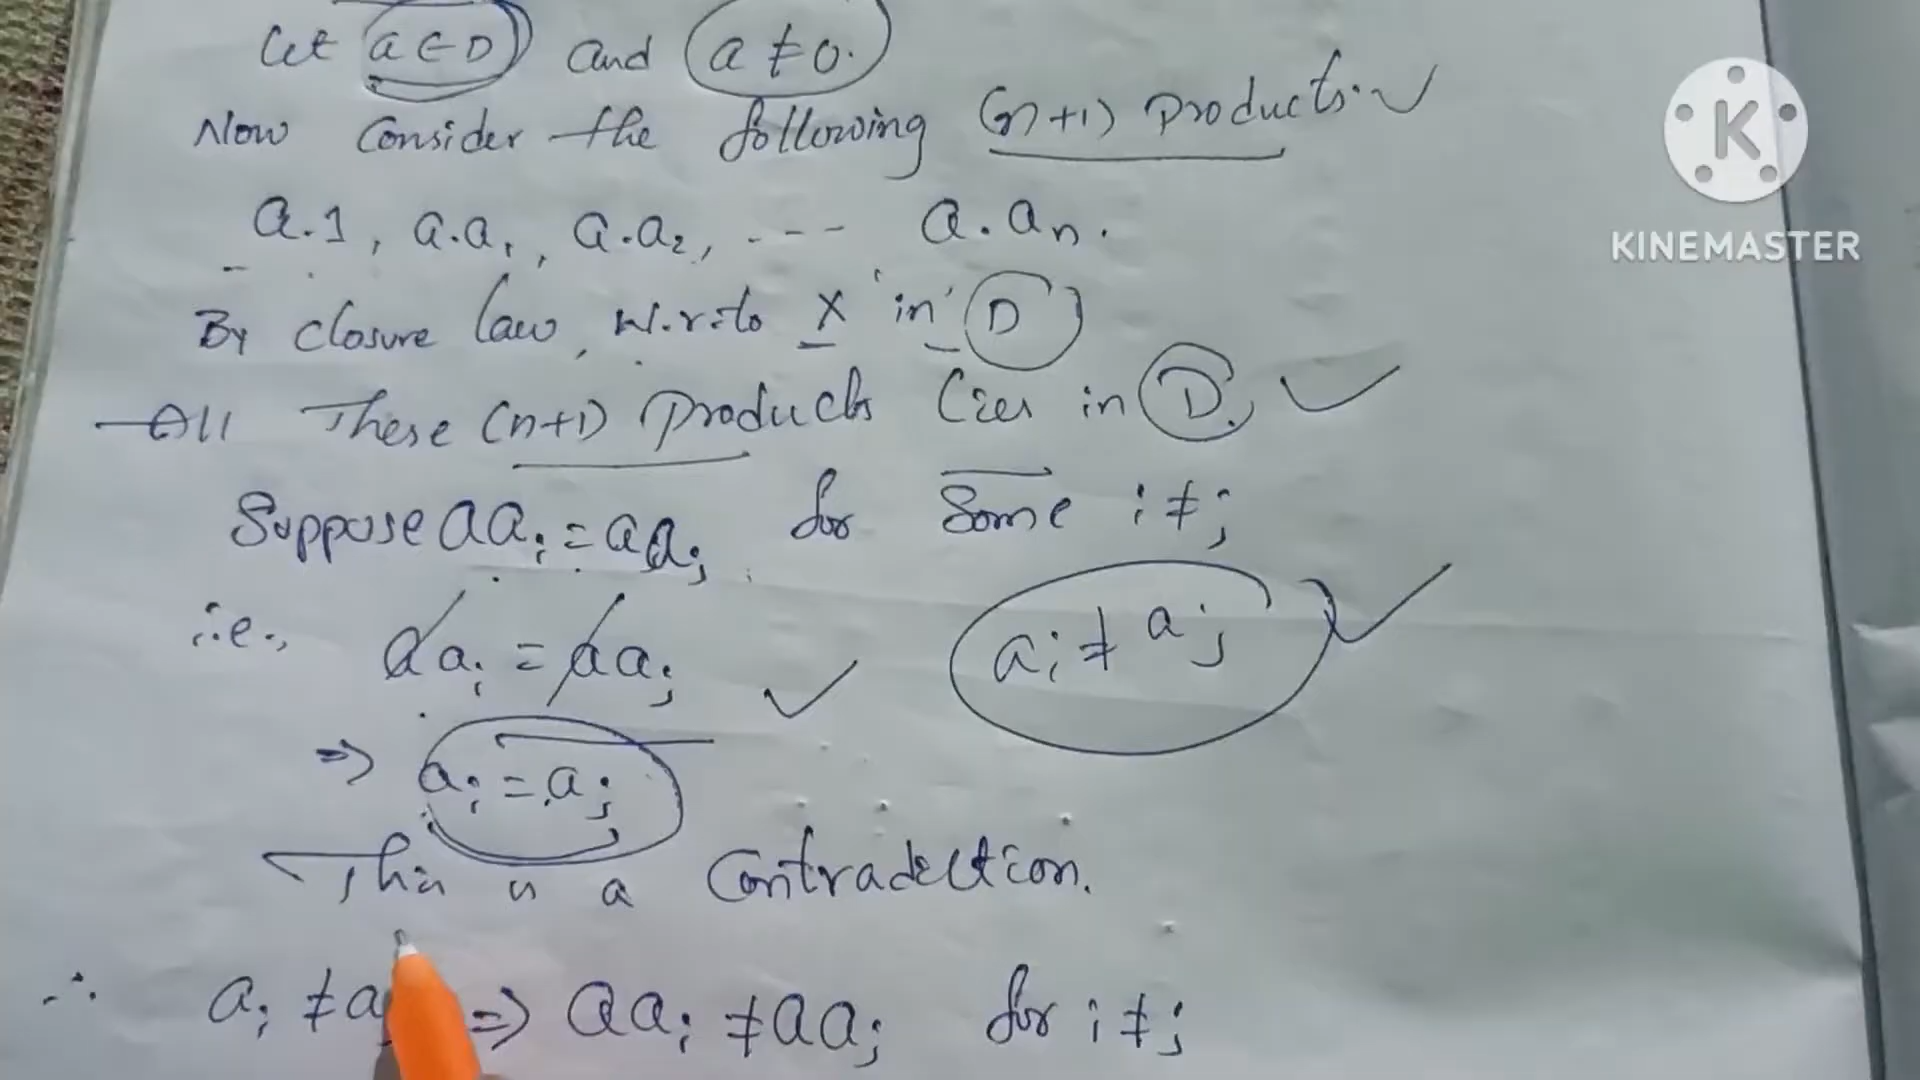 Let a∈D and a ≠ 0.
Now Consider the following (n+1) Products.
a.1, a.a₁, a.a₂, ---- a.aₙ.
By closure law, w.r.to X in D
All These (n+1) Products lies in D.
Suppose aaᵢ = aaⱼ for Some i ≠ j
i.e., aaᵢ = aaⱼ
aᵢ ≠ aⱼ
⇒ aᵢ = aⱼ
This is a Contradiction.
∴ aᵢ ≠ a ⇒ aaᵢ ≠ aaⱼ for i ≠ j
K
KINEMASTER